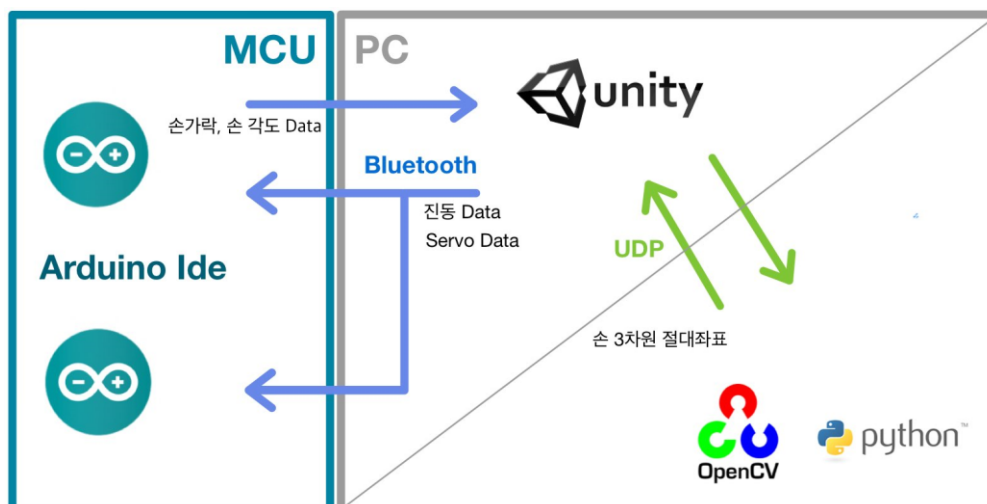 MCU
PC
unity
손가락, 손 각도 Data
Bluetooth
진동 Data
Servo Data
UDP
Arduino Ide
손 3차원 절대좌표
OpenCV
python™